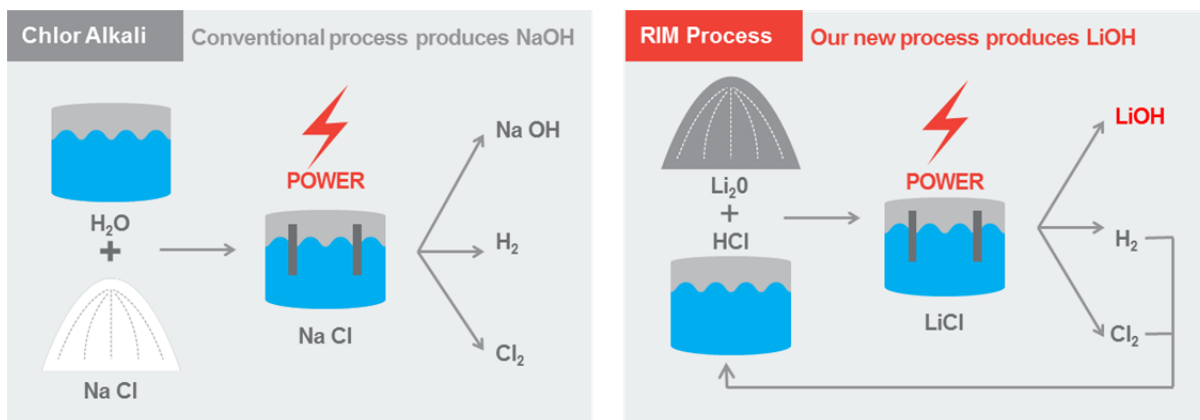 Chlor Alkali
Conventional process produces NaOH
H₂O
+
Na Cl
POWER
Na Cl
Na OH
H₂
Cl₂
RIM Process
Our new process produces LiOH
Li₂0
+
HCl
POWER
LiCl
LiOH
H₂
Cl₂